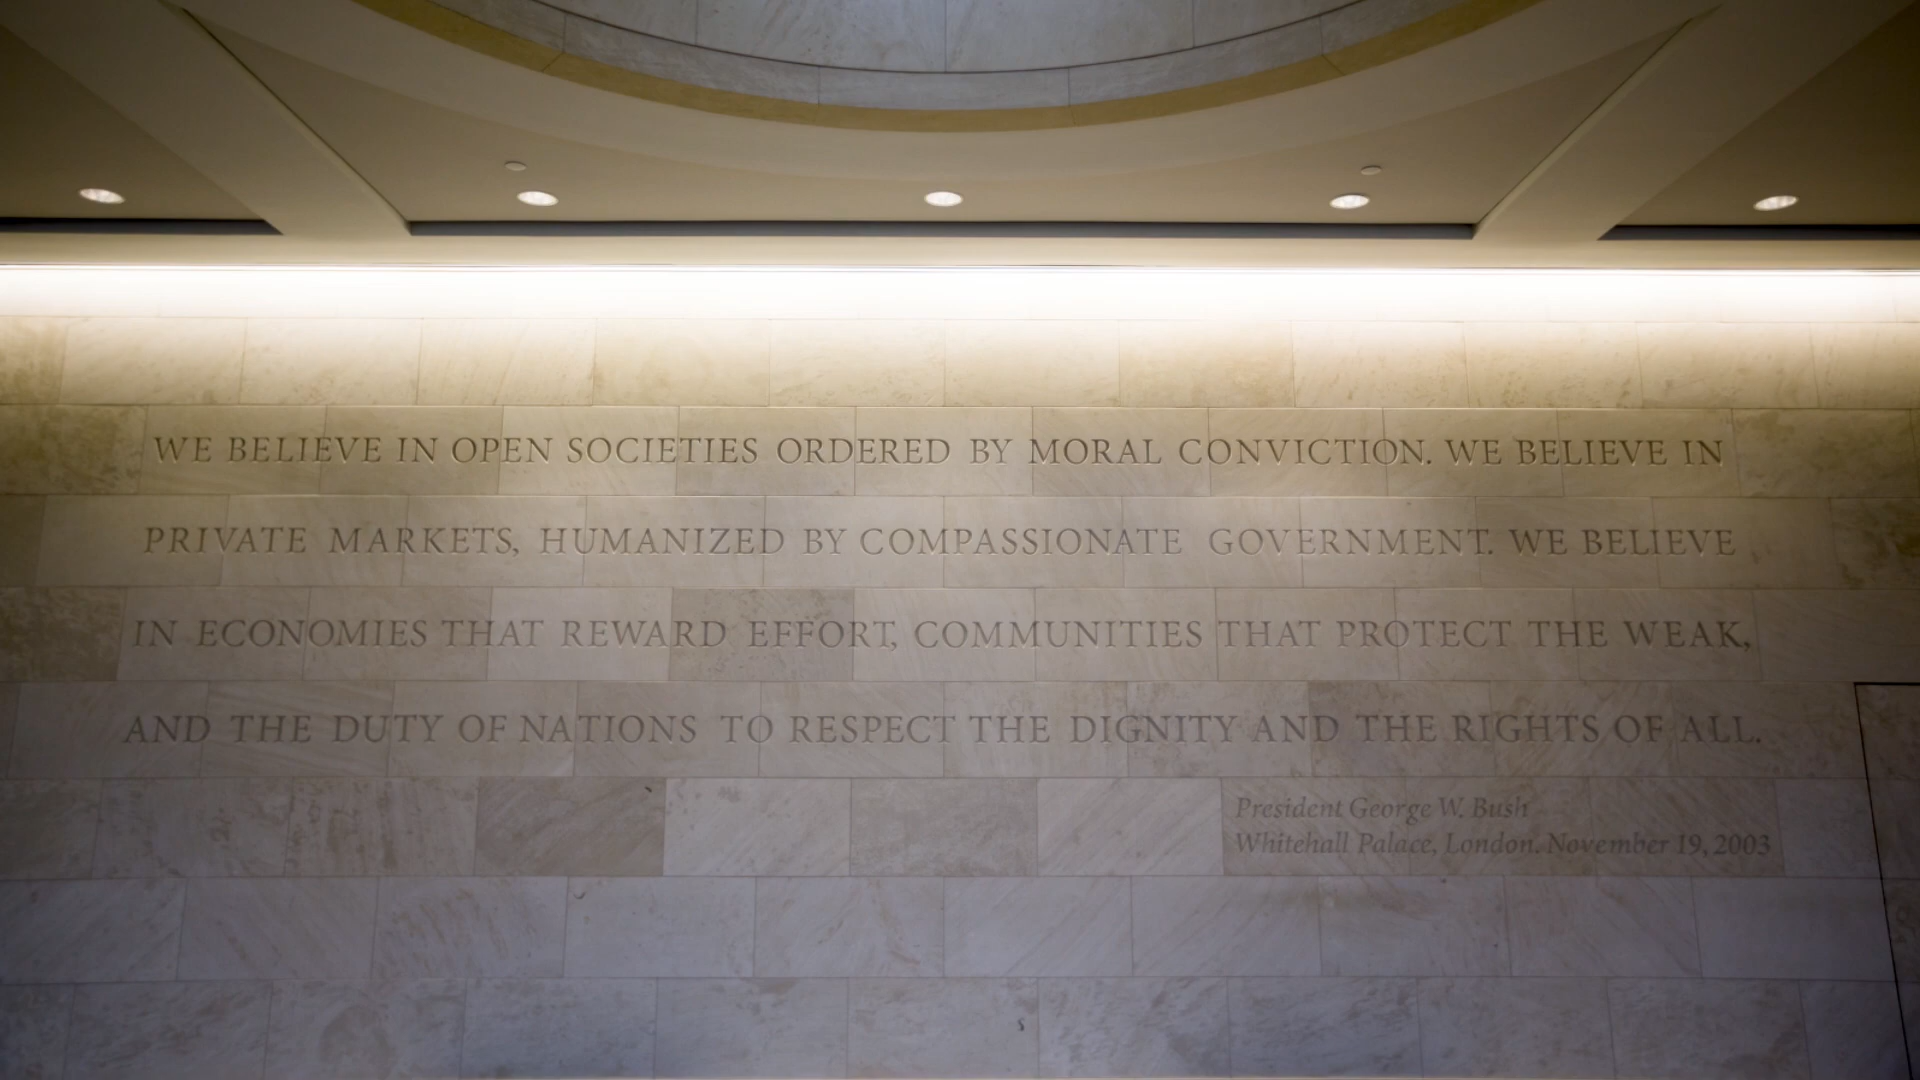 WE BELIEVE IN OPEN SOCIETIES ORDERED BY MORAL CONVICTION. WE BELIEVE IN
PRIVATE MARKETS, HUMANIZED BY COMPASSIONATE GOVERNMENT. WE BELIEVE
IN ECONOMIES THAT REWARD EFFORT, COMMUNITIES THAT PROTECT THE WEAK,
AND THE DUTY OF NATIONS TO RESPECT THE DIGNITY AND THE RIGHTS OF ALL.
President George W. Bush
Whitehall Palace, London. November 19, 2003